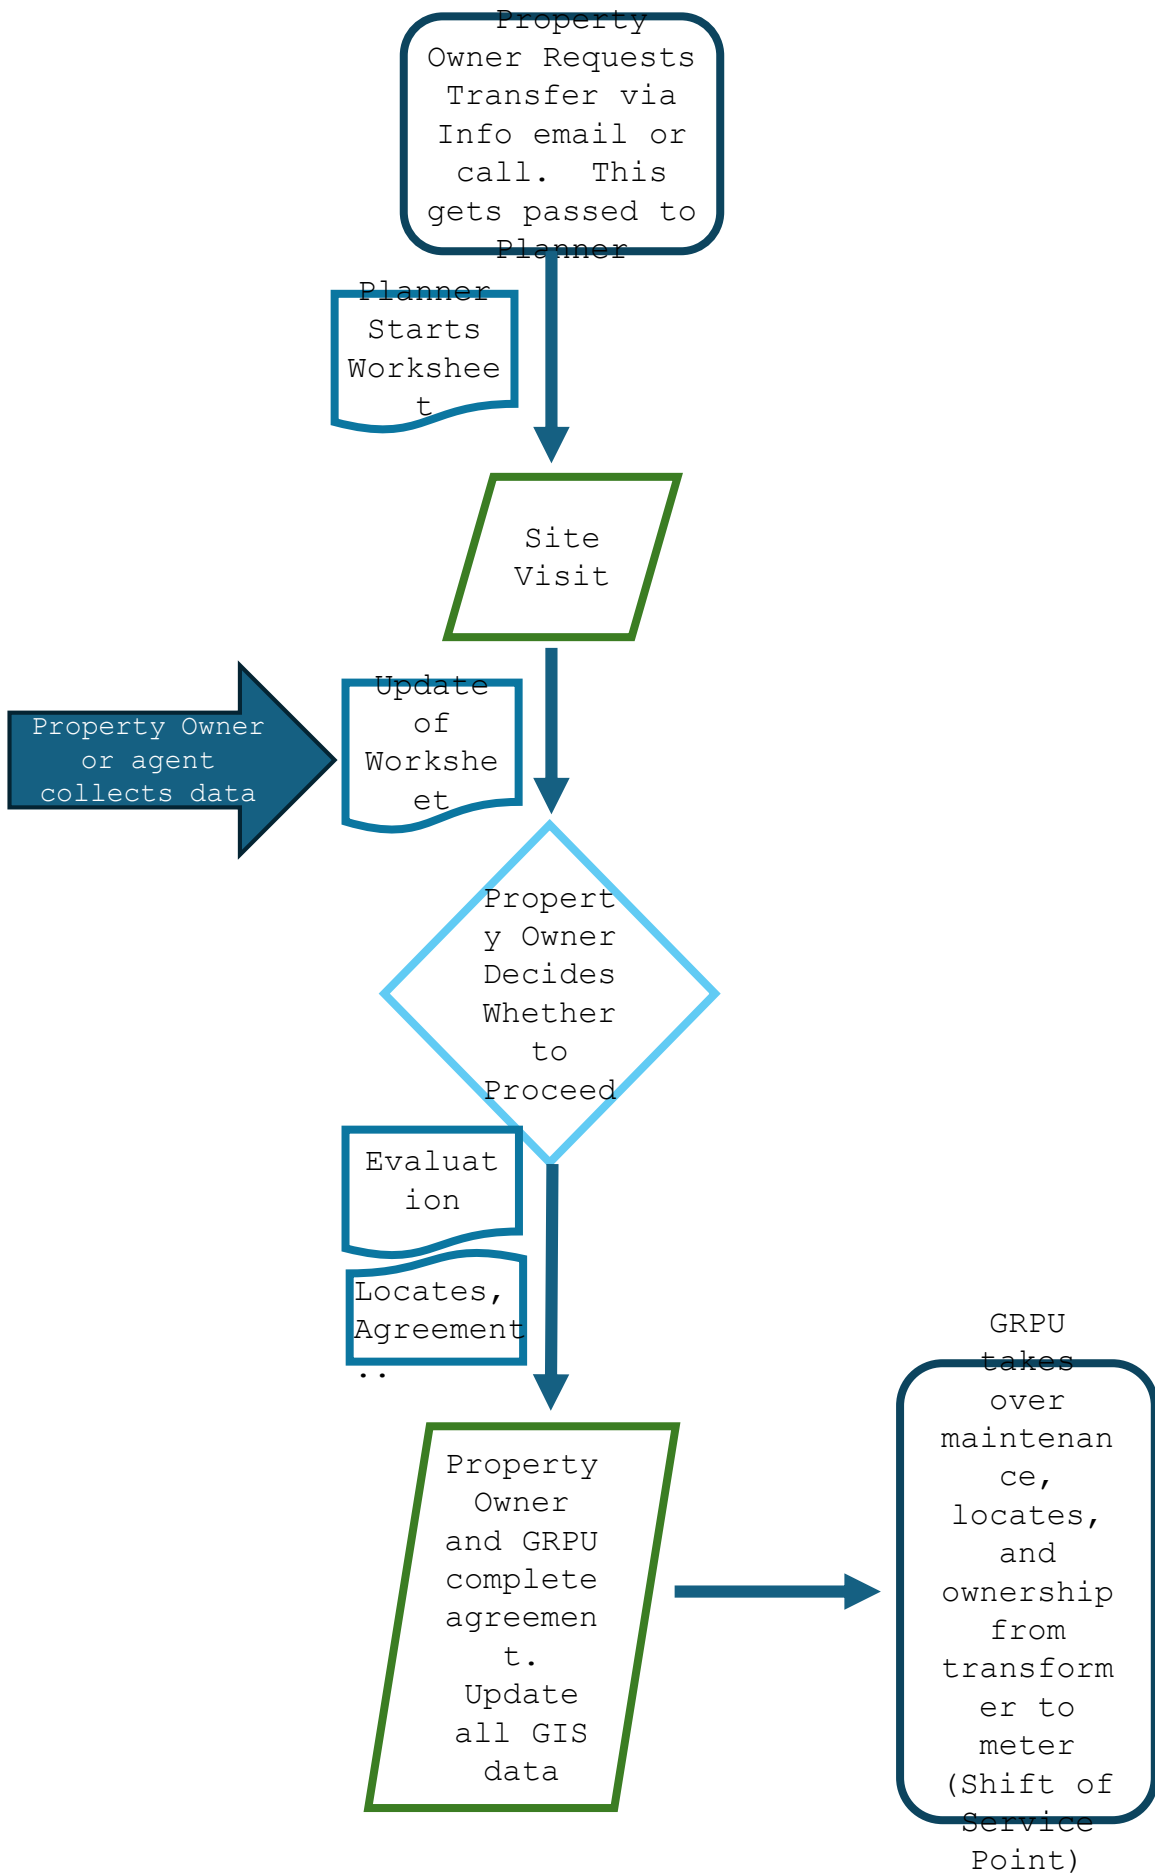 Property
Owner Requests
Transfer via
Info email or
call.  This
gets passed to
Planner
Planner
Starts
Workshee
t
Site
Visit
Property Owner
or agent
collects data
Update
of
Workshe
et
Propert
y Owner
Decides
Whether
to
Proceed
Evaluat
ion
Locates,
Agreement
..
Property
Owner
and GRPU
complete
agreemen
t.
Update
all GIS
data
GRPU
takes
over
maintenan
ce,
locates,
and
ownership
from
transform
er to
meter
(Shift of
Service
Point)